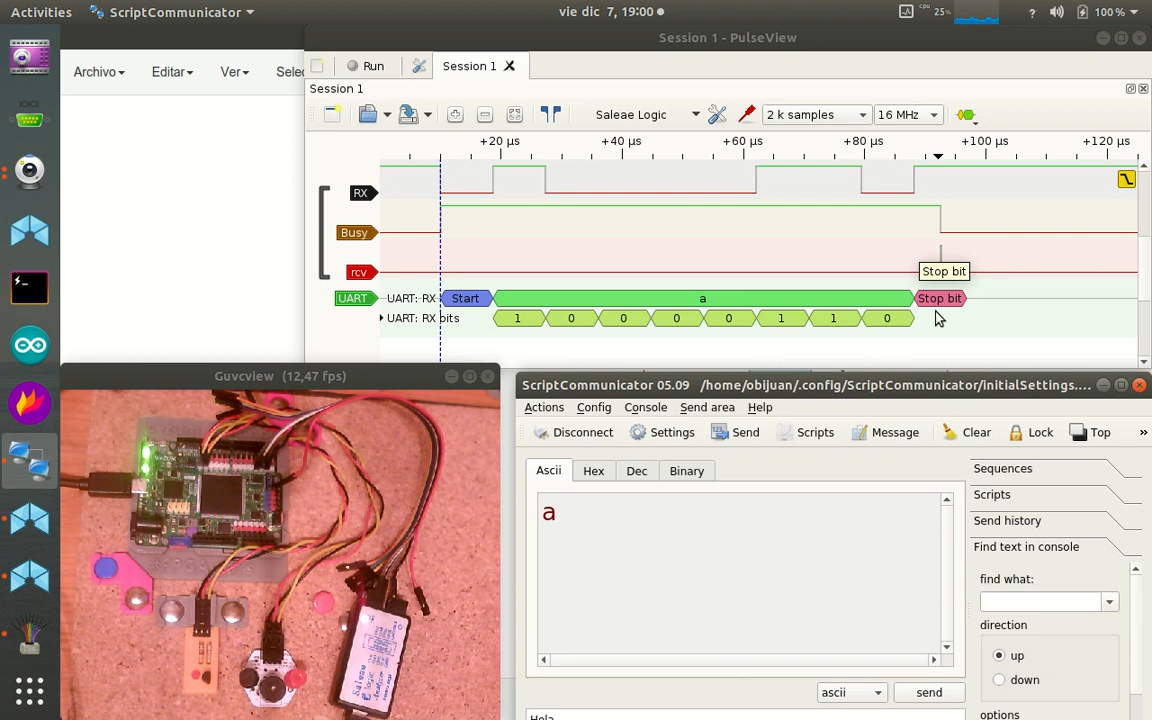 Activities ScriptCommunicator vie dic 7, 19:00 cpu 25% ? 100 %
Session 1 - PulseView
Archivo Editar Ver Selec
Run Session 1
Session 1
Saleae Logic 2 k samples 16 MHz
+20 µs +40 µs +60 µs +80 µs +100 µs +120 µs
RX
Busy
rcv
Stop bit
UART UART: RX Start a Stop bit
UART: RX bits 1 0 0 0 0 1 1 0
Guvcview (12,47 fps)
ScriptCommunicator 05.09 /home/obijuan/.config/ScriptCommunicator/initialSettings....
Actions Config Console Send area Help
Disconnect Settings Send Scripts Message Clear Lock Top »
Ascii Hex Dec Binary
a
Sequences
Scripts
Send history
Find text in console
find what:
direction
up
down
options
ascii send
Saleae
logic